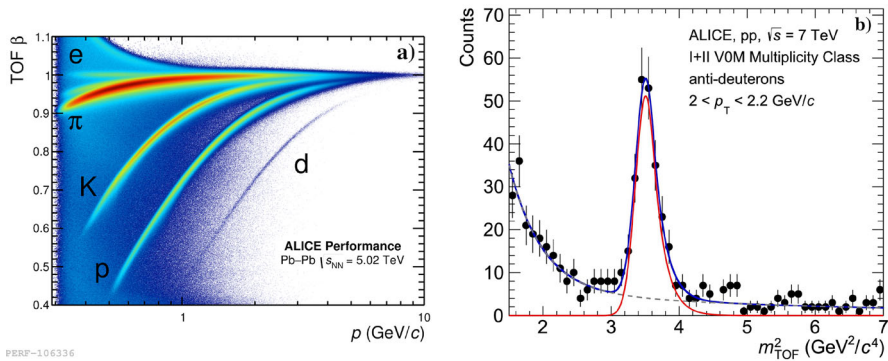 TOF β
1.1
1
0.9
0.8
0.7
0.6
0.5
0.4
e
π
K
p
d
a)
ALICE Performance
Pb–Pb √sNN = 5.02 TeV
1
10
p (GeV/c)
PERF-106336
Counts
70
60
50
40
30
20
10
0
b)
ALICE, pp, √s = 7 TeV
I+II V0M Multiplicity Class
anti-deuterons
2 < pT < 2.2 GeV/c
2
3
4
5
6
7
m²TOF (GeV²/c⁴)